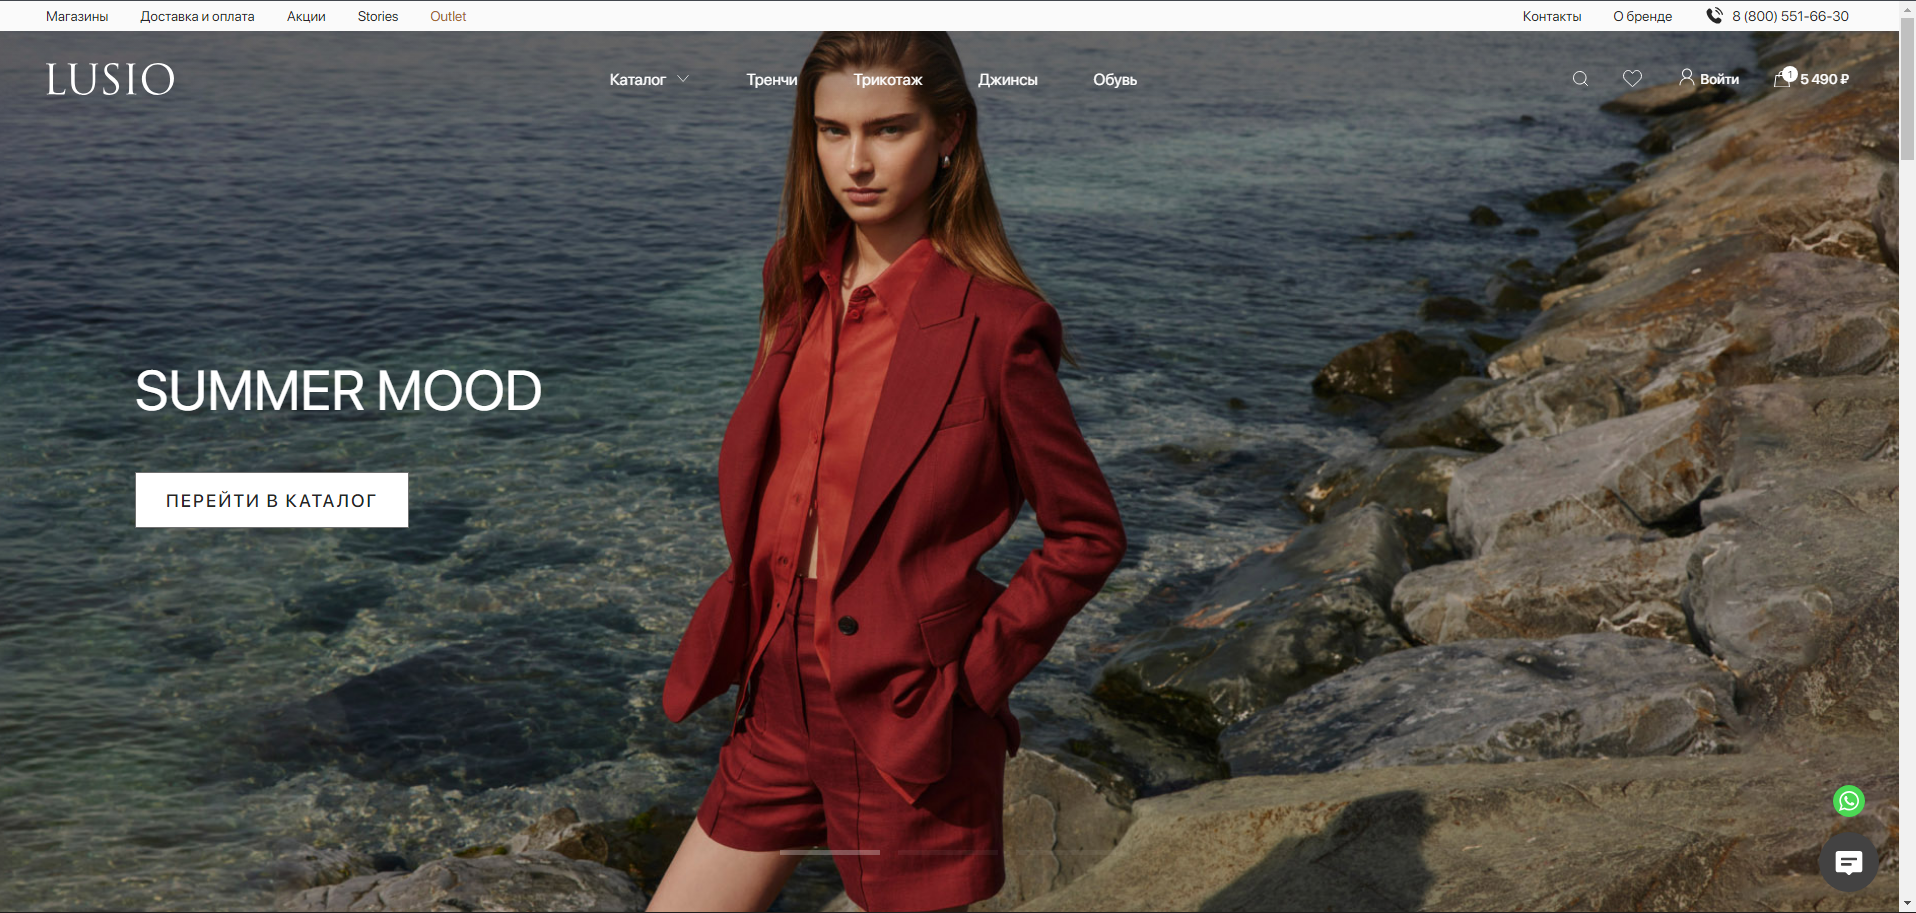 Магазины Доставка и оплата Акции Stories Outlet Контакты О бренде 8 (800) 551-66-30
LUSIO Каталог Тренчи Трикотаж Джинсы Обувь Войти 1 5 490 ₽
SUMMER MOOD
ПЕРЕЙТИ В КАТАЛОГ